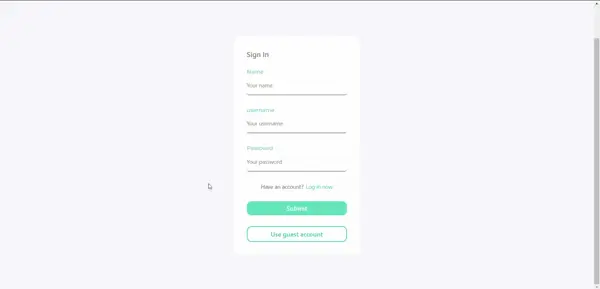 Sign In
Name
Your name
username
Your username
Password
Your password
Have an account? Log in now
Submit
Use guest account